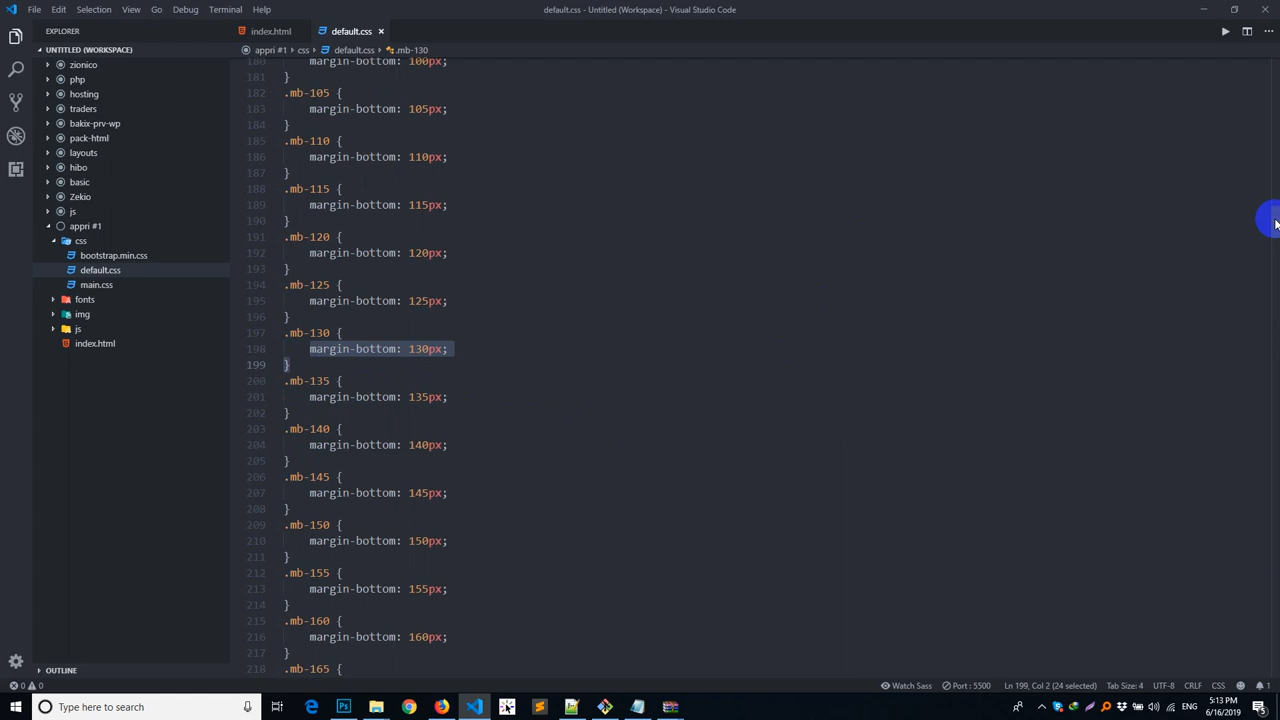 File Edit Selection View Go Debug Terminal Help
default.css - Untitled (Workspace) - Visual Studio Code
EXPLORER
index.html
default.css ×
UNTITLED (WORKSPACE)
appri #1 › css › default.css › .mb-130
zionico
php
hosting
traders
bakix-prv-wp
pack-html
layouts
hibo
basic
Zekio
js
appri #1
css
bootstrap.min.css
default.css
main.css
fonts
img
js
index.html
OUTLINE
180 margin-bottom: 100px;
181 }
182 .mb-105 {
183 margin-bottom: 105px;
184 }
185 .mb-110 {
186 margin-bottom: 110px;
187 }
188 .mb-115 {
189 margin-bottom: 115px;
190 }
191 .mb-120 {
192 margin-bottom: 120px;
193 }
194 .mb-125 {
195 margin-bottom: 125px;
196 }
197 .mb-130 {
198 margin-bottom: 130px;
199 }
200 .mb-135 {
201 margin-bottom: 135px;
202 }
203 .mb-140 {
204 margin-bottom: 140px;
205 }
206 .mb-145 {
207 margin-bottom: 145px;
208 }
209 .mb-150 {
210 margin-bottom: 150px;
211 }
212 .mb-155 {
213 margin-bottom: 155px;
214 }
215 .mb-160 {
216 margin-bottom: 160px;
217 }
218 .mb-165 {
0 0
Watch Sass Port : 5500 Ln 199, Col 2 (24 selected) Tab Size: 4 UTF-8 CRLF CSS 1
Type here to search
ENG
5:13 PM
6/16/2019